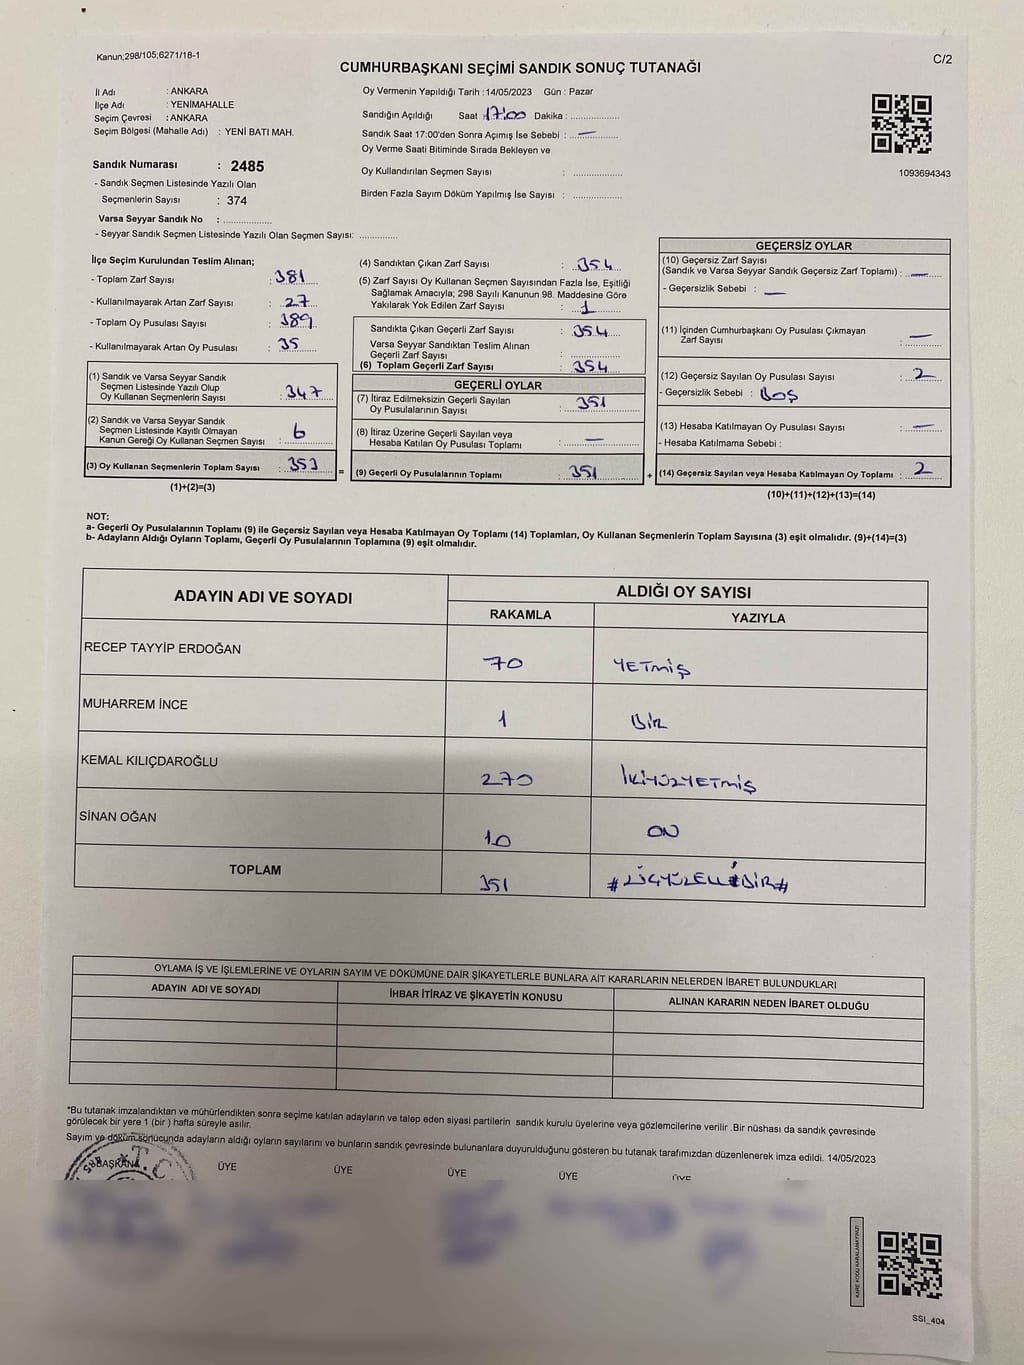 Kanun;298/105;6271/18-1
C/2
CUMHURBAŞKANI SEÇİMİ SANDIK SONUÇ TUTANAĞI
İl Adı : ANKARA
İlçe Adı : YENİMAHALLE
Seçim Çevresi : ANKARA
Seçim Bölgesi (Mahalle Adı) : YENİ BATI MAH.
Sandık Numarası : 2485
- Sandık Seçmen Listesinde Yazılı Olan
Seçmenlerin Sayısı : 374
Varsa Seyyar Sandık No : ....................
- Seyyar Sandık Seçmen Listesinde Yazılı Olan Seçmen Sayısı: ................
Oy Vermenin Yapıldığı Tarih :14/05/2023 Gün : Pazar
Sandığın Açıldığı Saat : 17:00 Dakika : ....................
Sandık Saat 17:00'den Sonra Açımış İse Sebebi : —
Oy Verme Saati Bitiminde Sırada Bekleyen ve
Oy Kullandırılan Seçmen Sayısı : ....................
Birden Fazla Sayım Döküm Yapılmış İse Sayısı : ....................
1093694343
İlçe Seçim Kurulundan Teslim Alınan;
- Toplam Zarf Sayısı : 381
- Kullanılmayarak Artan Zarf Sayısı : 27
- Toplam Oy Pusulası Sayısı : 389
- Kullanılmayarak Artan Oy Pusulası : 35
(1) Sandık ve Varsa Seyyar Sandık
Seçmen Listesinde Yazılı Olup
Oy Kullanan Seçmenlerin Sayısı : 347
(2) Sandık ve Varsa Seyyar Sandık
Seçmen Listesinde Kayıtlı Olmayan
Kanun Gereği Oy Kullanan Seçmen Sayısı : 6
(3) Oy Kullanan Seçmenlerin Toplam Sayısı : 353
(1)+(2)=(3)
=
(4) Sandıktan Çıkan Zarf Sayısı : 354
(5) Zarf Sayısı Oy Kullanan Seçmen Sayısından Fazla İse, Eşitliği
Sağlamak Amacıyla; 298 Sayılı Kanunun 98. Maddesine Göre
Yakılarak Yok Edilen Zarf Sayısı : 1
Sandıkta Çıkan Geçerli Zarf Sayısı : 354
Varsa Seyyar Sandıktan Teslim Alınan
Geçerli Zarf Sayısı : ................
(6) Toplam Geçerli Zarf Sayısı : 354
GEÇERLİ OYLAR
(7) İtiraz Edilmeksizin Geçerli Sayılan
Oy Pusulalarının Sayısı : 351
(8) İtiraz Üzerine Geçerli Sayılan veya
Hesaba Katılan Oy Pusulası Toplamı : —
(9) Geçerli Oy Pusulalarının Toplamı : 351
+
GEÇERSİZ OYLAR
(10) Geçersiz Zarf Sayısı
(Sandık ve Varsa Seyyar Sandık Geçersiz Zarf Toplamı) : —
- Geçersizlik Sebebi : —
(11) İçinden Cumhurbaşkanı Oy Pusulası Çıkmayan
Zarf Sayısı : —
(12) Geçersiz Sayılan Oy Pusulası Sayısı : 2
- Geçersizlik Sebebi : Boş
(13) Hesaba Katılmayan Oy Pusulası Sayısı : —
- Hesaba Katılmama Sebebi :
(14) Geçersiz Sayılan veya Hesaba Katılmayan Oy Toplamı : 2
(10)+(11)+(12)+(13)=(14)
NOT:
a- Geçerli Oy Pusulalarının Toplamı (9) ile Geçersiz Sayılan veya Hesaba Katılmayan Oy Toplamı (14) Toplamları, Oy Kullanan Seçmenlerin Toplam Sayısına (3) eşit olmalıdır. (9)+(14)=(3)
b- Adayların Aldığı Oyların Toplamı, Geçerli Oy Pusulalarının Toplamına (9) eşit olmalıdır.
ADAYIN ADI VE SOYADI
ALDIĞI OY SAYISI
RAKAMLA YAZIYLA
RECEP TAYYİP ERDOĞAN 70 YETMİŞ
MUHARREM İNCE 1 BİR
KEMAL KILIÇDAROĞLU 270 İKİYÜZYETMİŞ
SİNAN OĞAN 10 ON
TOPLAM 351 #ÜÇYÜZELLİBİR#
OYLAMA İŞ VE İŞLEMLERİNE VE OYLARIN SAYIM VE DÖKÜMÜNE DAİR ŞİKAYETLERLE BUNLARA AİT KARARLARIN NELERDEN İBARET BULUNDUKLARI
ADAYIN ADI VE SOYADI İHBAR İTİRAZ VE ŞİKAYETİN KONUSU ALINAN KARARIN NEDEN İBARET OLDUĞU
*Bu tutanak imzalandıktan ve mühürlendikten sonra seçime katılan adayların ve talep eden siyasi partilerin sandık kurulu üyelerine veya gözlemcilerine verilir .Bir nüshası da sandık çevresinde
görülecek bir yere 1 (bir ) hafta süreyle asılır.
Sayım ve döküm sonucunda adayların aldığı oyların sayılarını ve bunların sandık çevresinde bulunanlara duyurulduğunu gösteren bu tutanak tarafımızdan düzenlenerek imza edildi. 14/05/2023
BAŞKAN ÜYE ÜYE ÜYE ÜYE ÜYE
T.C
KARE KODU KARALAMAYINIZ!
SSI_404